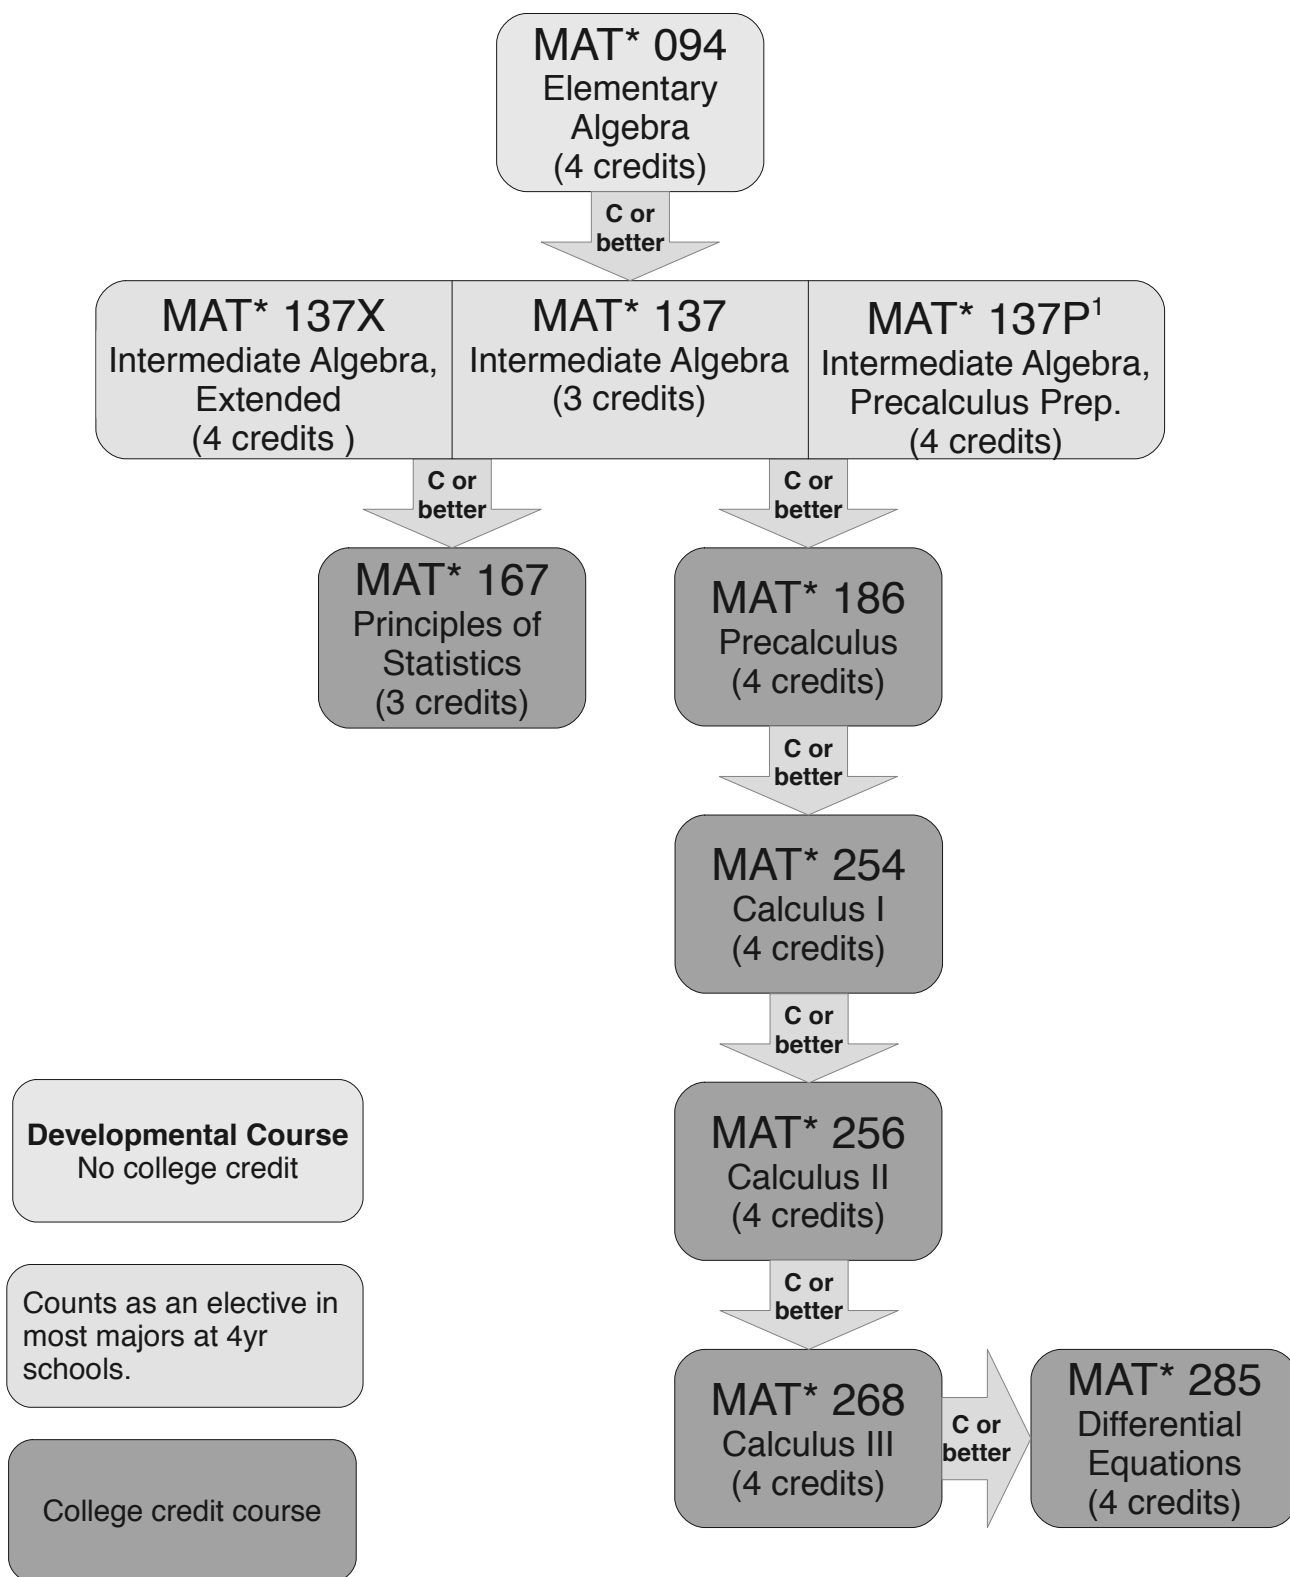 MAT* 094
Elementary
Algebra
(4 credits)
C or
better
MAT* 137X
Intermediate Algebra,
Extended
(4 credits )
MAT* 137
Intermediate Algebra
(3 credits)
MAT* 137P¹
Intermediate Algebra,
Precalculus Prep.
(4 credits)
C or
better
C or
better
MAT* 167
Principles of
Statistics
(3 credits)
MAT* 186
Precalculus
(4 credits)
C or
better
MAT* 254
Calculus I
(4 credits)
C or
better
MAT* 256
Calculus II
(4 credits)
C or
better
MAT* 268
Calculus III
(4 credits)
C or
better
MAT* 285
Differential
Equations
(4 credits)
Developmental Course
No college credit
Counts as an elective in
most majors at 4yr
schools.
College credit course